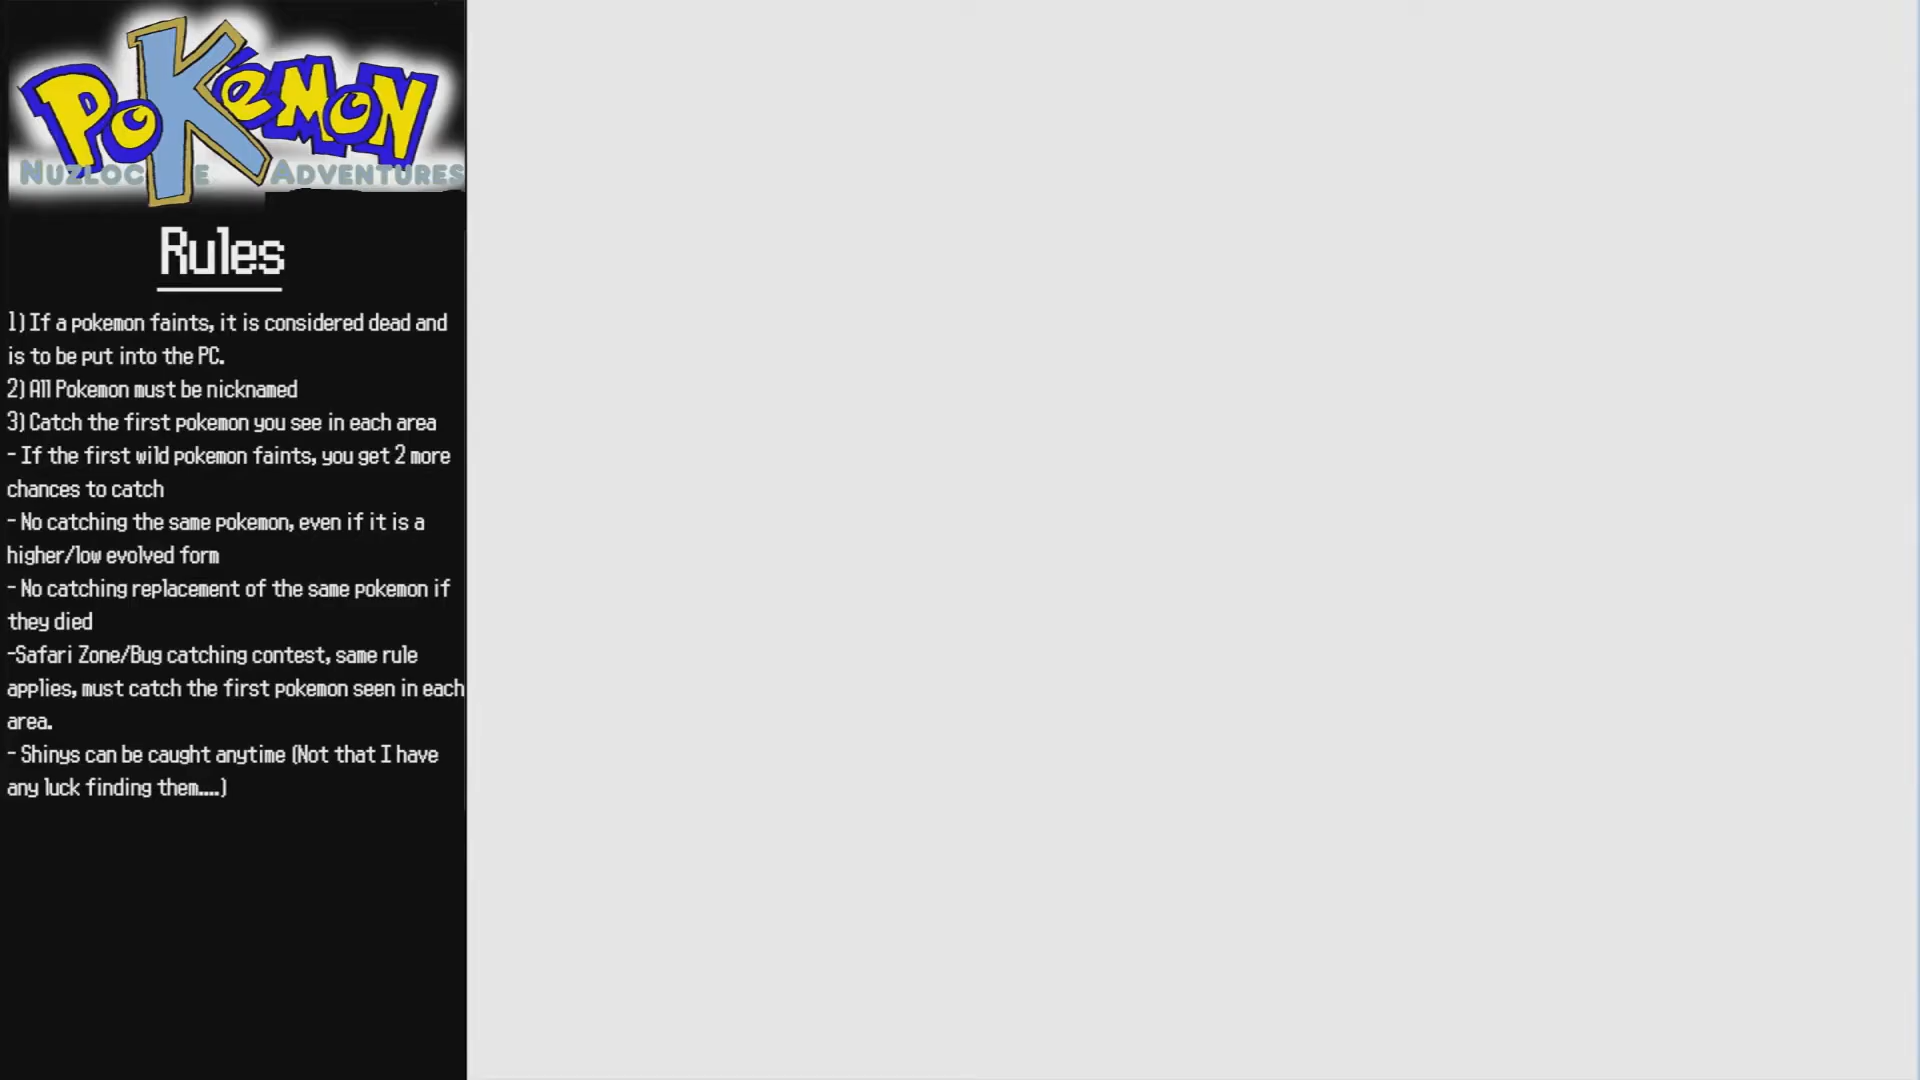 PoKémon
Nuzlocke Adventures
Rules
1) If a pokemon faints, it is considered dead and
is to be put into the PC.
2) All Pokemon must be nicknamed
3) Catch the first pokemon you see in each area
- If the first wild pokemon faints, you get 2 more
chances to catch
- No catching the same pokemon, even if it is a
higher/low evolved form
- No catching replacement of the same pokemon if
they died
-Safari Zone/Bug catching contest, same rule
applies, must catch the first pokemon seen in each
area.
- Shinys can be caught anytime (Not that I have
any luck finding them....)